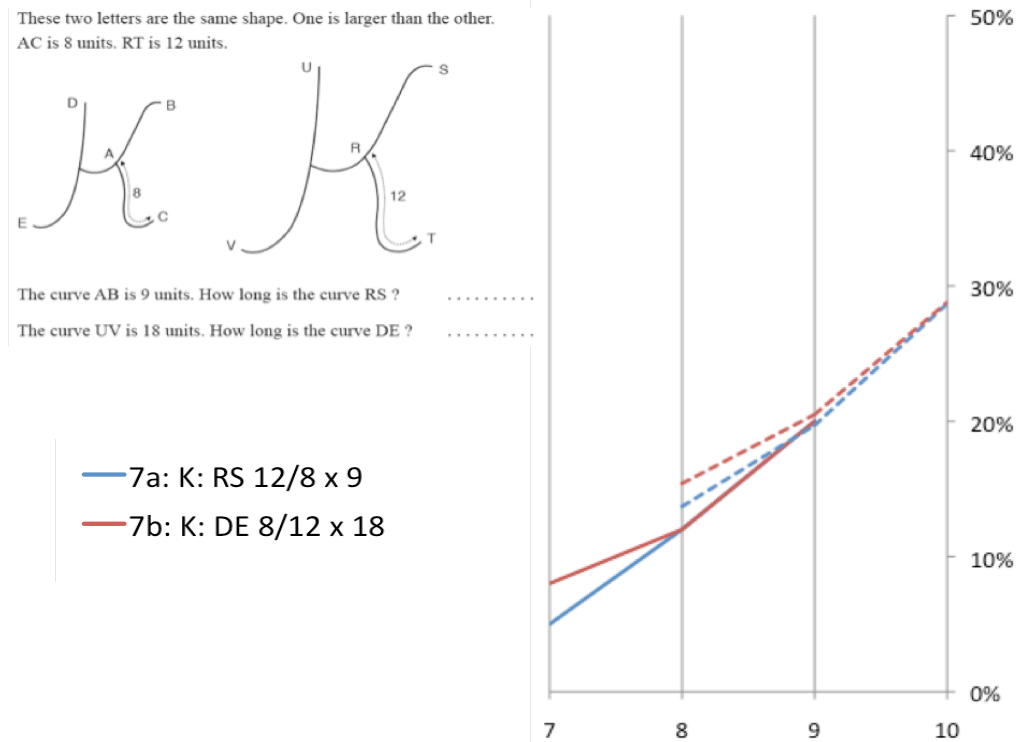 These two letters are the same shape. One is larger than the other.
AC is 8 units. RT is 12 units.
U
S
D
B
A
R
8
12
E
C
V
T
The curve AB is 9 units. How long is the curve RS ? ..........
The curve UV is 18 units. How long is the curve DE ? ..........
7a: K: RS 12/8 x 9
7b: K: DE 8/12 x 18
50%
40%
30%
20%
10%
0%
7 8 9 10